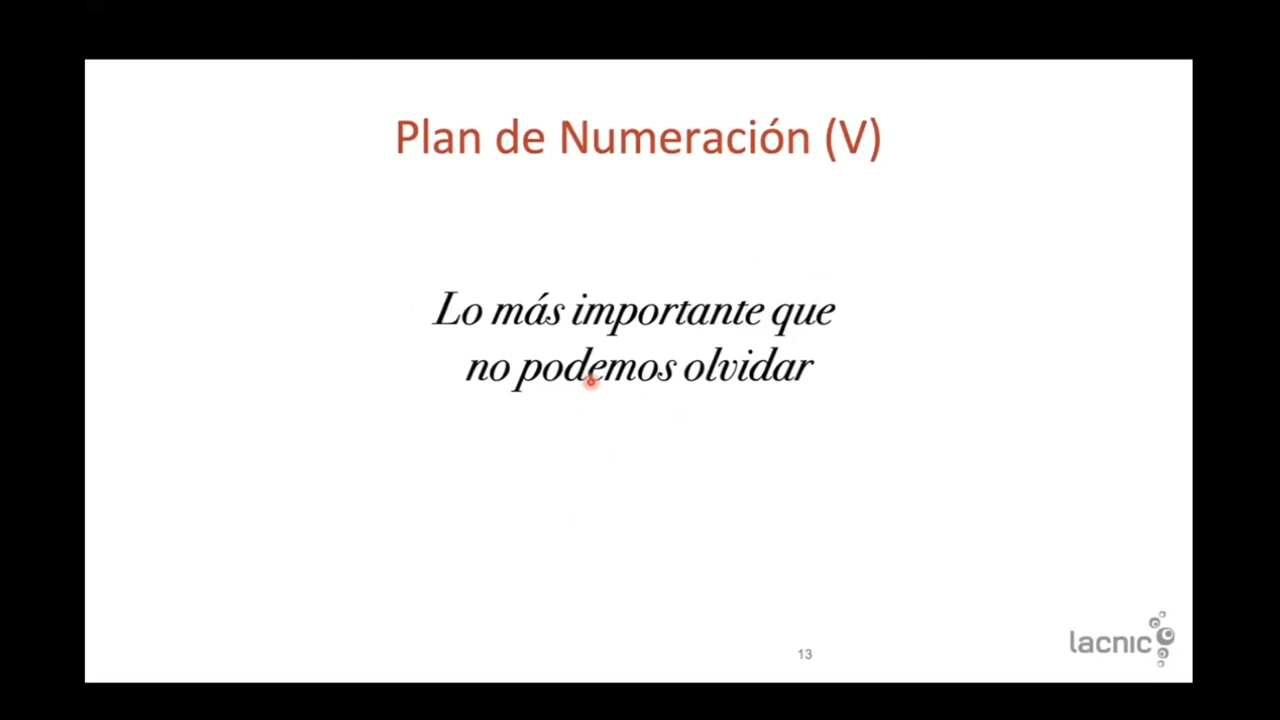 Plan de Numeración (V)
Lo más importante que
no podemos olvidar
13
lacnic